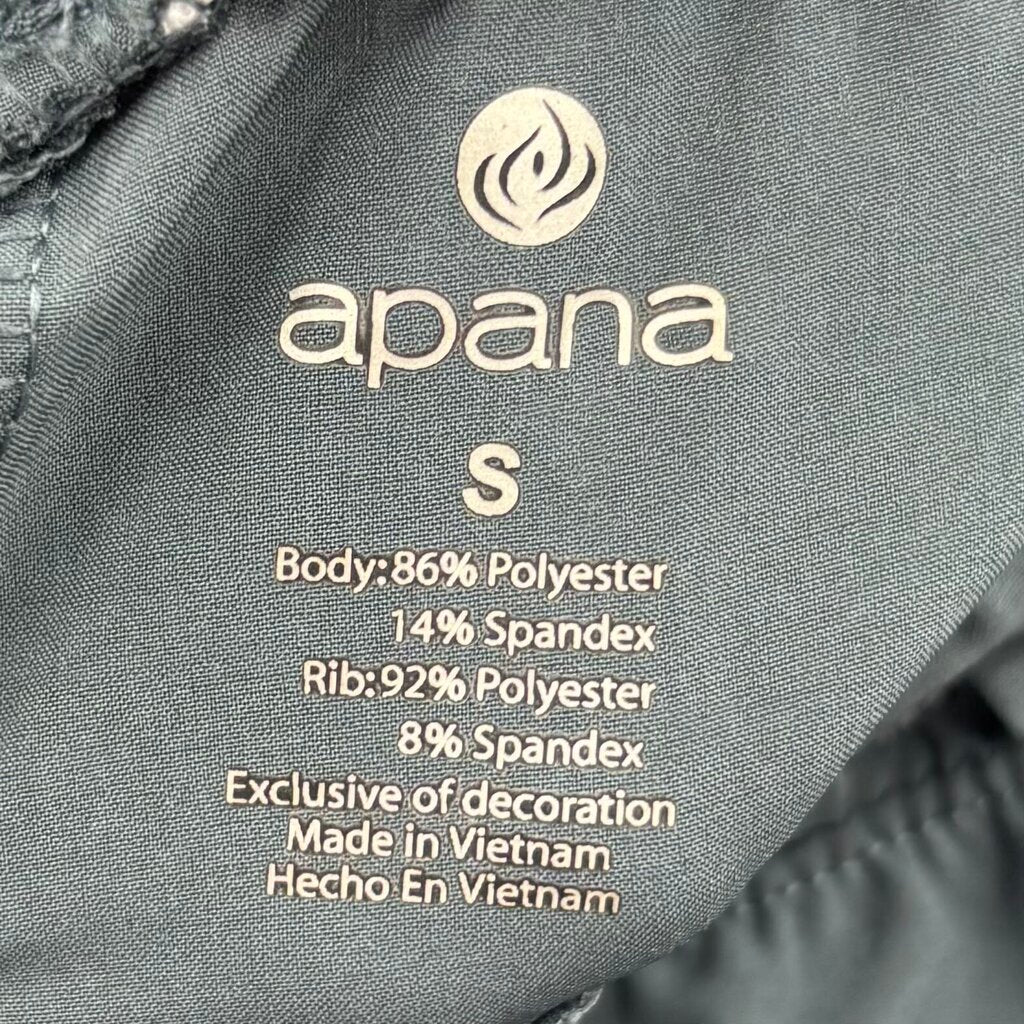 apana
S
Body:86% Polyester
14% Spandex
Rib:92% Polyester
8% Spandex
Exclusive of decoration
Made in Vietnam
Hecho En Vietnam